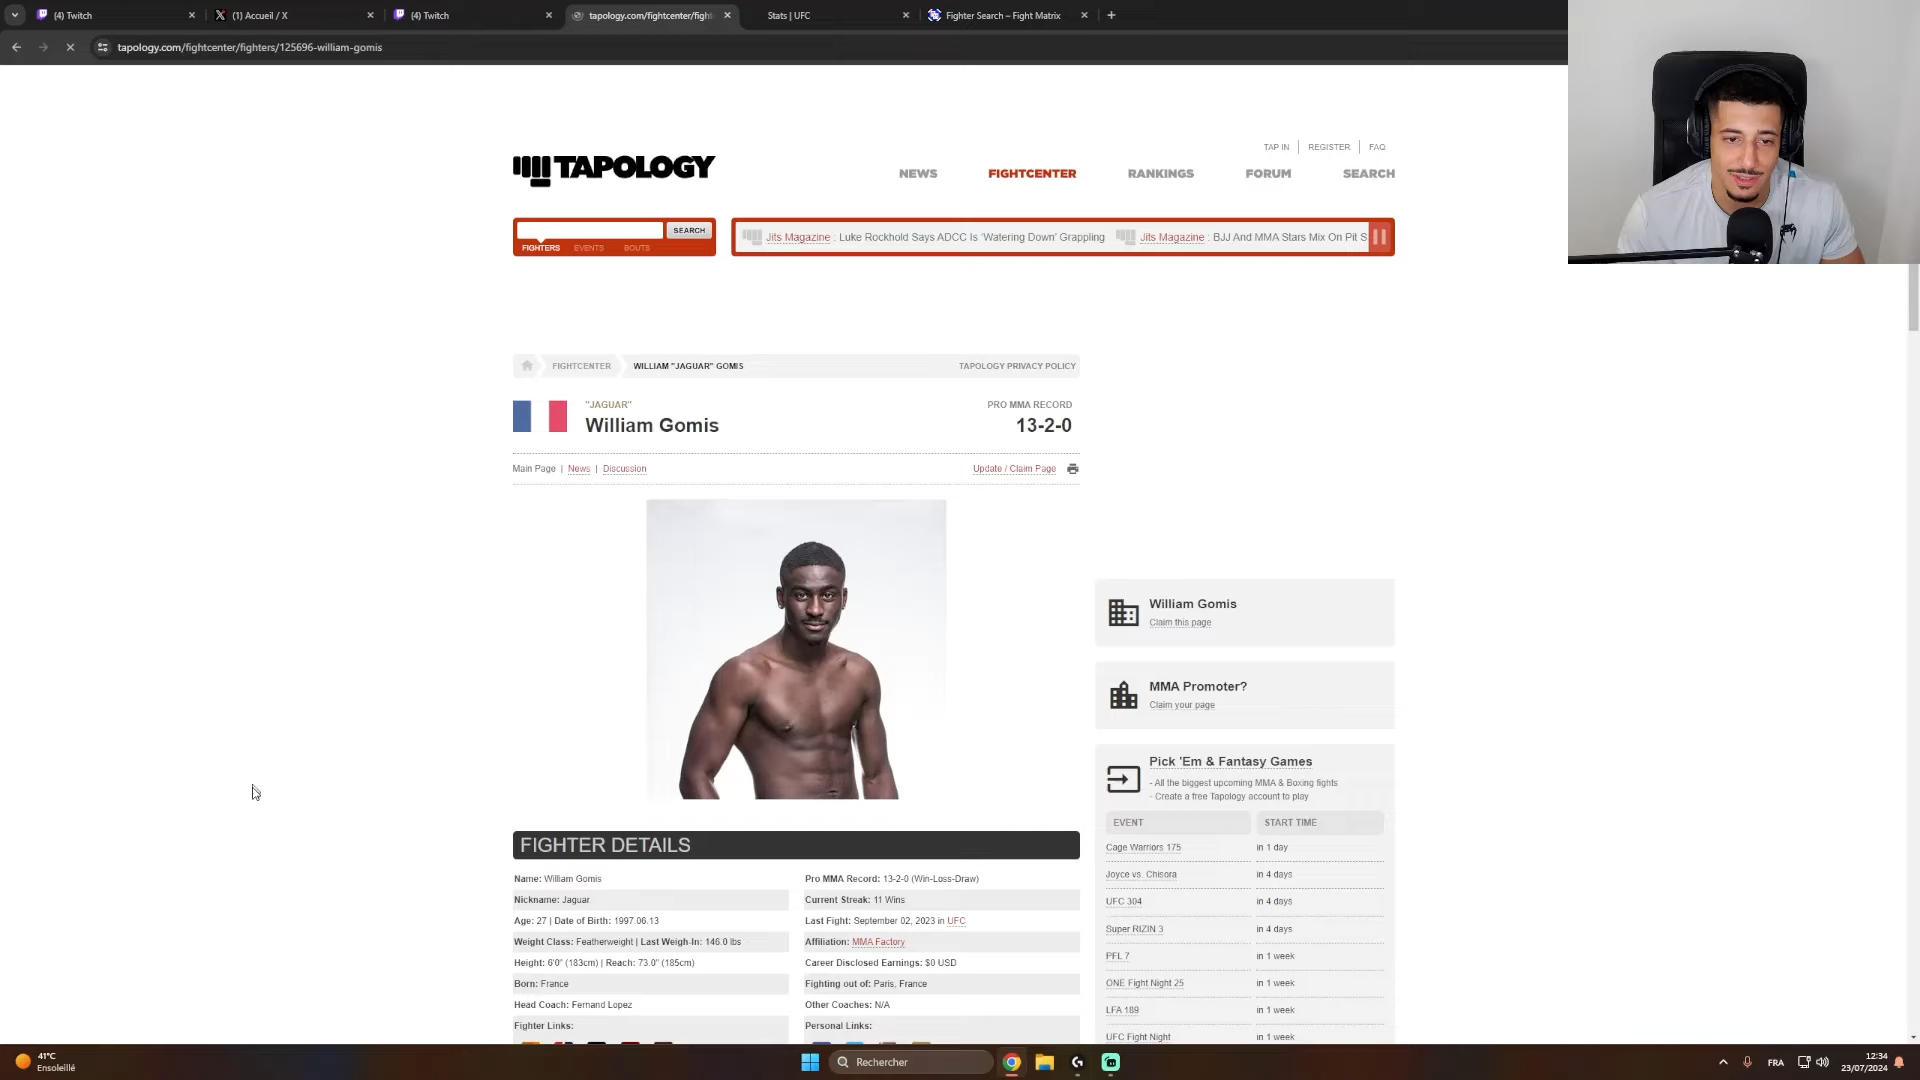 (4) Twitch
(1) Accueil / X
(4) Twitch
tapology.com/fightcenter/fight
Stats | UFC
Fighter Search – Fight Matrix
tapology.com/fightcenter/fighters/125696-william-gomis
TAP IN
REGISTER
FAQ
TAPOLOGY
NEWS
FIGHTCENTER
RANKINGS
FORUM
SEARCH
SEARCH
FIGHTERS
EVENTS
BOUTS
Jits Magazine : Luke Rockhold Says ADCC Is 'Watering Down' Grappling
Jits Magazine : BJJ And MMA Stars Mix On Pit S
FIGHTCENTER
WILLIAM "JAGUAR" GOMIS
TAPOLOGY PRIVACY POLICY
"JAGUAR"
William Gomis
PRO MMA RECORD
13-2-0
Main Page | News | Discussion
Update / Claim Page
FIGHTER DETAILS
Name: William Gomis
Pro MMA Record: 13-2-0 (Win-Loss-Draw)
Nickname: Jaguar
Current Streak: 11 Wins
Age: 27 | Date of Birth: 1997.06.13
Last Fight: September 02, 2023 in UFC
Weight Class: Featherweight | Last Weigh-In: 146.0 lbs
Affiliation: MMA Factory
Height: 6'0" (183cm) | Reach: 73.0" (185cm)
Career Disclosed Earnings: $0 USD
Born: France
Fighting out of: Paris, France
Head Coach: Fernand Lopez
Other Coaches: N/A
Fighter Links:
Personal Links:
William Gomis
Claim this page
MMA Promoter?
Claim your page
Pick 'Em & Fantasy Games
- All the biggest upcoming MMA & Boxing fights
- Create a free Tapology account to play
EVENT
START TIME
Cage Warriors 175
in 1 day
Joyce vs. Chisora
in 4 days
UFC 304
in 4 days
Super RIZIN 3
in 4 days
PFL 7
in 1 week
ONE Fight Night 25
in 1 week
LFA 189
in 1 week
UFC Fight Night
in 1 week
41°C
Ensoleillé
Rechercher
FRA
12:34
23/07/2024